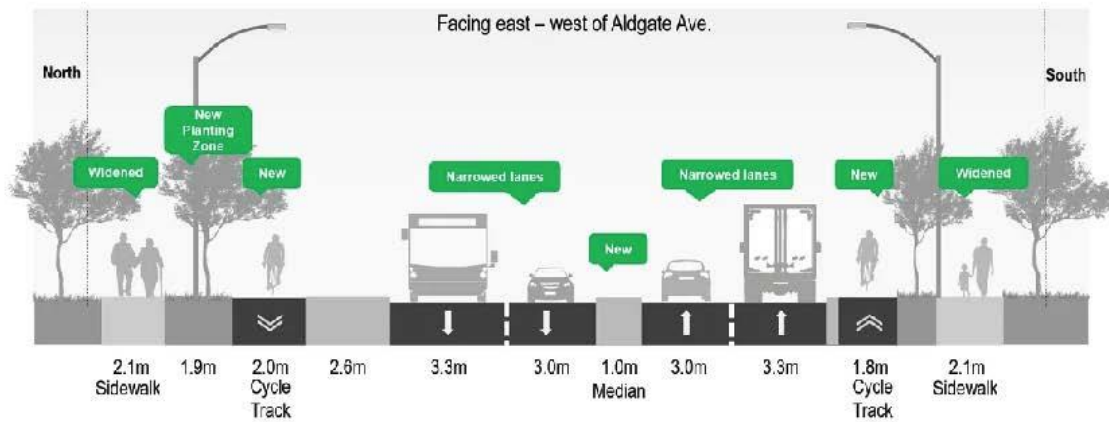 Facing east – west of Aldgate Ave.
North
South
New
Planting
Zone
Widened
New
Narrowed lanes
Narrowed lanes
New
Widened
New
2.1m
Sidewalk
1.9m
2.0m
Cycle
Track
2.6m
3.3m
3.0m
1.0m
Median
3.0m
3.3m
1.8m
Cycle
Track
2.1m
Sidewalk